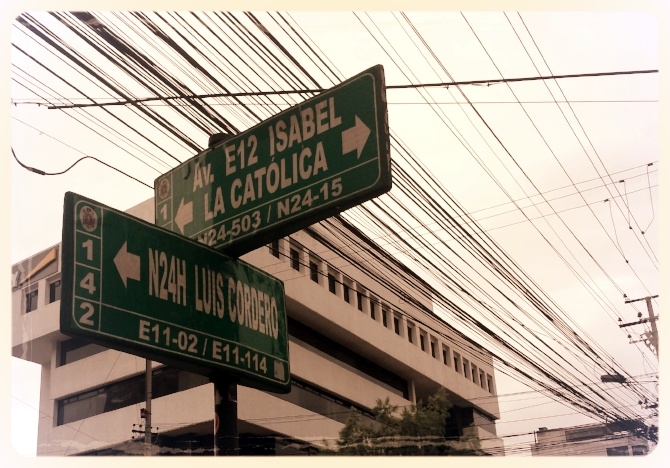 Av. E12 ISABEL
LA CATÓLICA
1
N24-503 / N24-15
1
4
2
N24H LUIS CORDERO
E11-02 / E11-114